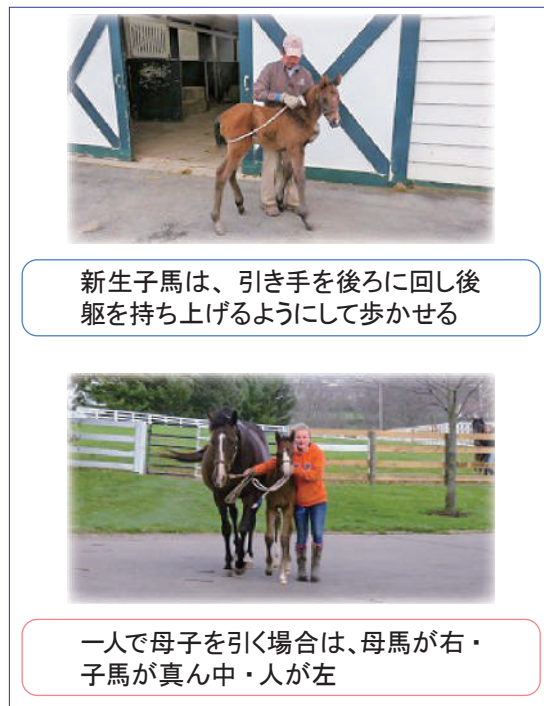 新生子馬は、引き手を後ろに回し後
躯を持ち上げるようにして歩かせる
一人で母子を引く場合は、母馬が右・
子馬が真ん中・人が左